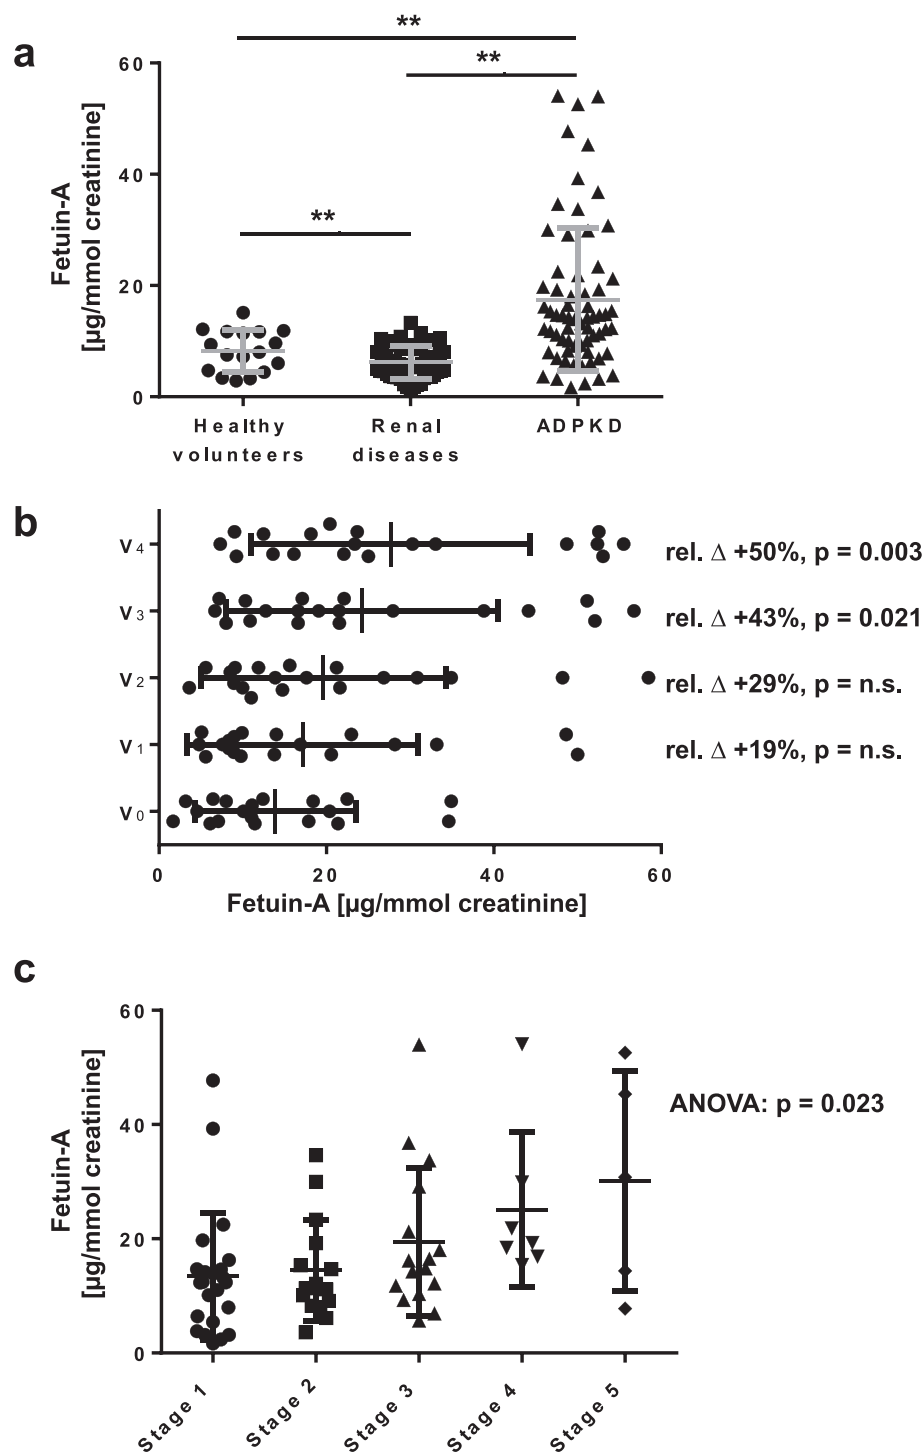 a
**
**
**
60
40
20
0
Fetuin-A
[µg/mmol creatinine]
Healthy
volunteers
Renal
diseases
ADPKD
b
V4 rel. Δ +50%, p = 0.003
V3 rel. Δ +43%, p = 0.021
V2 rel. Δ +29%, p = n.s.
V1 rel. Δ +19%, p = n.s.
V0
0 20 40 60
Fetuin-A [µg/mmol creatinine]
c
60
40
20
0
Fetuin-A
[µg/mmol creatinine]
ANOVA: p = 0.023
Stage 1
Stage 2
Stage 3
Stage 4
Stage 5